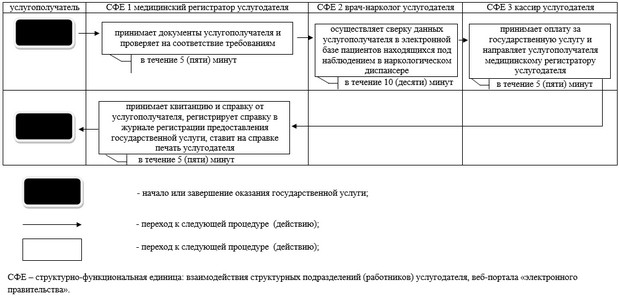 услугополучатель
СФЕ 1 медицинский регистратор услугодателя
СФЕ 2 врач-нарколог услугодателя
СФЕ 3 кассир услугодателя
принимает документы услугополучателя и
проверяет на соответствие требованиям
в течение 5 (пяти) минут
осуществляет сверку данных
услугополучателя в электронной
базе пациентов находящихся под
наблюдением в наркологическом
диспансере
в течение 10 (десяти) минут
принимает оплату за
государственную услугу и
направляет услугополучателя
медицинскому регистратору
услугодателя
в течение 5 (пяти) минут
принимает квитанцию и справку от
услугополучателя, регистрирует справку в
журнале регистрации предоставления
государственной услуги, ставит на справке
печать услугодателя
в течение 5 (пяти) минут
- начало или завершение оказания государственной услуги;
- переход к следующей процедуре (действию);
- переход к следующей процедуре (действию);
СФЕ – структурно-функциональная единица: взаимодействия структурных подразделений (работников) услугодателя, веб-портала «электронного
правительства».